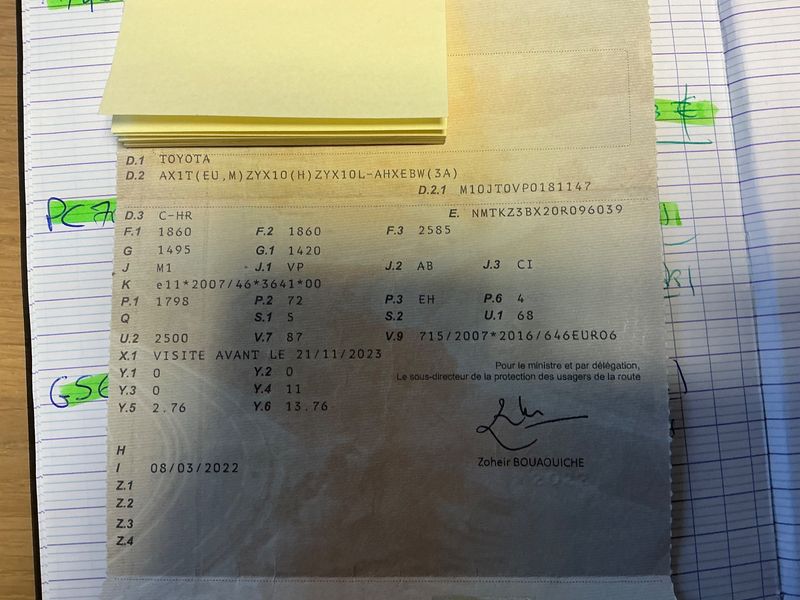 D.1 TOYOTA
D.2 AX1T(EU,M)ZYX10(H)ZYX10L-AHXEBW(3A)
D.2.1 M10JTOVP0181147
D.3 C-HR E. NMTKZ3BX20R096039
F.1 1860 F.2 1860 F.3 2585
G 1495 G.1 1420
J M1 J.1 VP J.2 AB J.3 CI
K e11*2007/46*3641*00
P.1 1798 P.2 72 P.3 EH P.6 4
Q S.1 5 S.2 U.1 68
U.2 2500 V.7 87 V.9 715/2007*2016/646EURO6
X.1 VISITE AVANT LE 21/11/2023
Y.1 0 Y.2 0
Pour le ministre et par délégation,
Le sous-directeur de la protection des usagers de la route
Y.3 0 Y.4 11
Y.5 2.76 Y.6 13.76
H
Zoheir BOUAOUICHE
I 08/03/2022
Z.1
Z.2
Z.3
Z.4